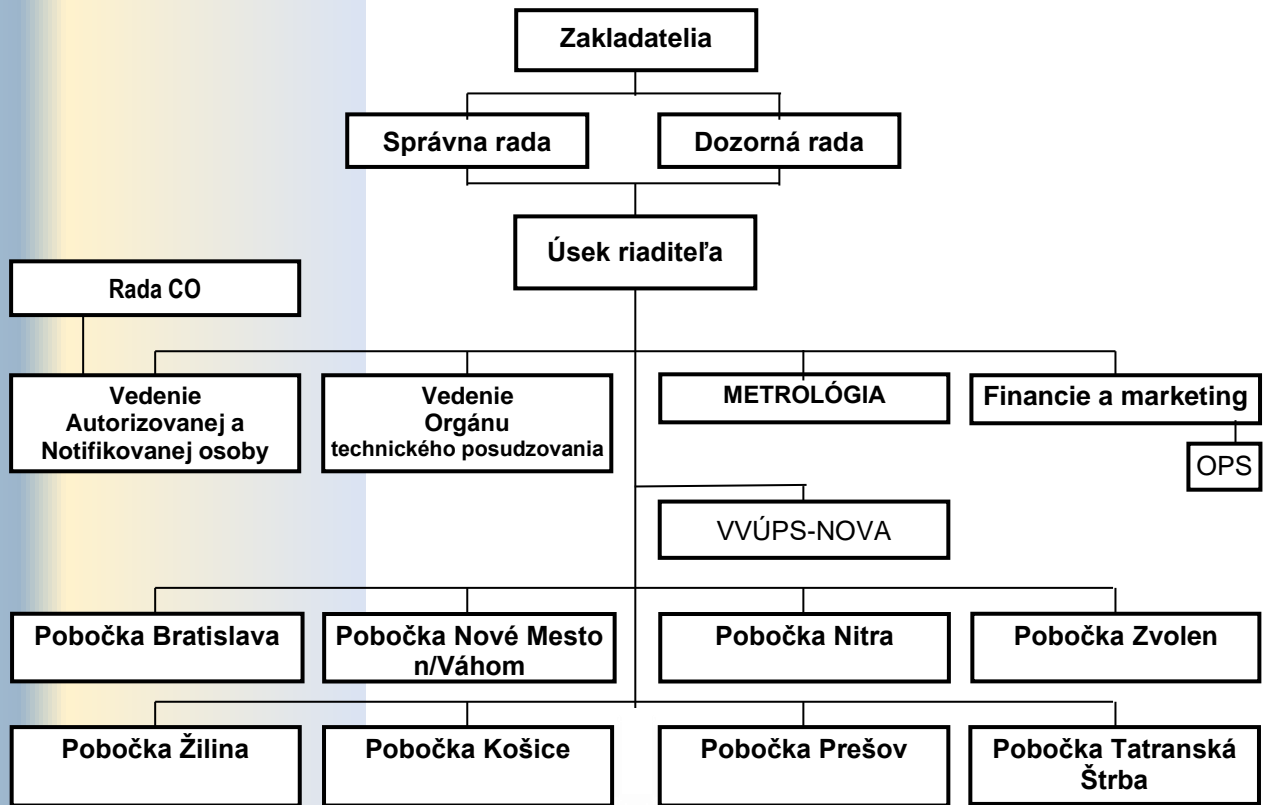 Zakladatelia
Správna rada
Dozorná rada
Úsek riaditeľa
Rada CO
Vedenie
Autorizovanej a
Notifikovanej osoby
Vedenie
Orgánu
technického posudzovania
METROLÓGIA
Financie a marketing
OPS
VVÚPS-NOVA
Pobočka Bratislava
Pobočka Nové Mesto
n/Váhom
Pobočka Nitra
Pobočka Zvolen
Pobočka Žilina
Pobočka Košice
Pobočka Prešov
Pobočka Tatranská
Štrba